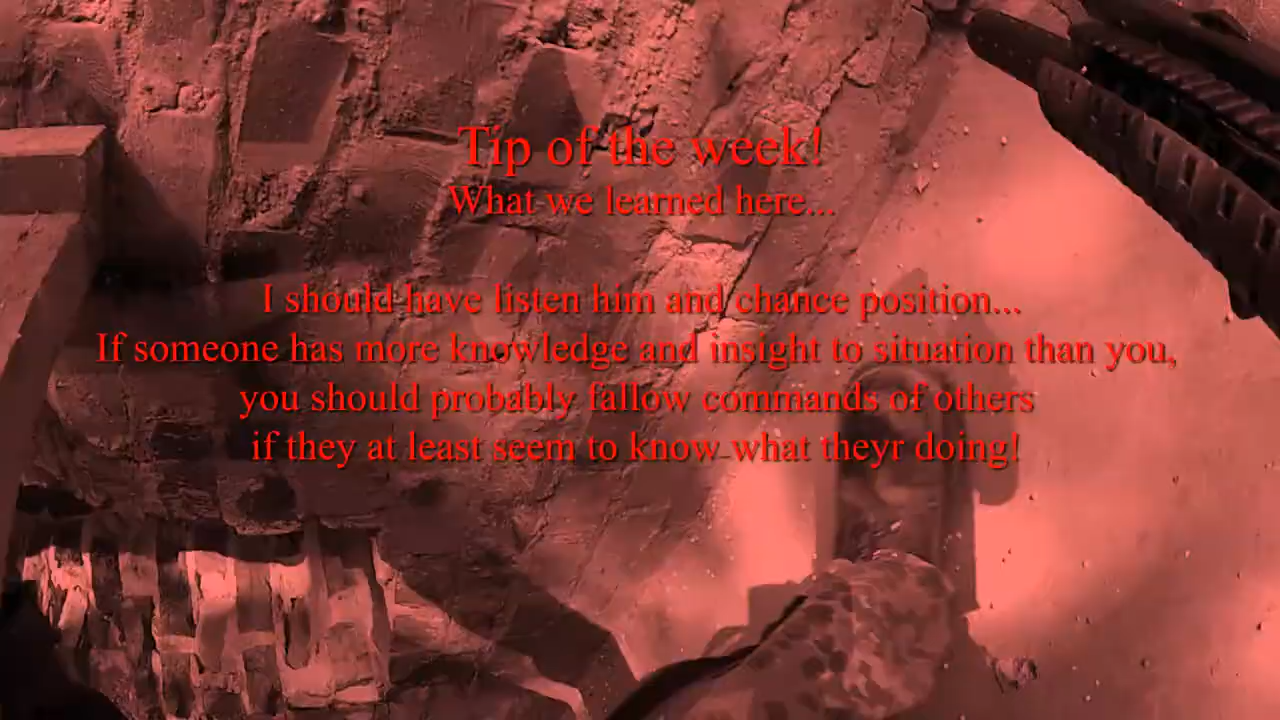 Tip of the week!
What we learned here...
I should have listen him and chance position...
If someone has more knowledge and insight to situation than you,
you should probably fallow commands of others
if they at least seem to know what theyr doing!